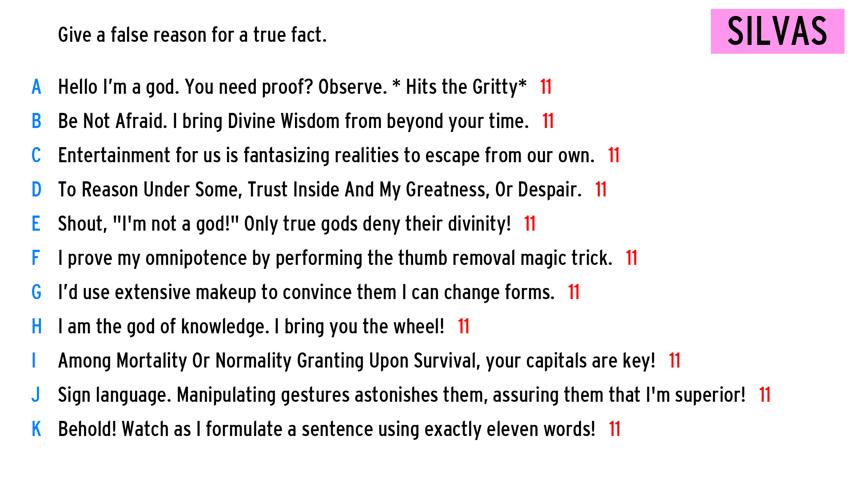 Give a false reason for a true fact.
SILVAS
A Hello I'm a god. You need proof? Observe. * Hits the Gritty* 11
B Be Not Afraid. I bring Divine Wisdom from beyond your time. 11
C Entertainment for us is fantasizing realities to escape from our own. 11
D To Reason Under Some, Trust Inside And My Greatness, Or Despair. 11
E Shout, "I'm not a god!" Only true gods deny their divinity! 11
F I prove my omnipotence by performing the thumb removal magic trick. 11
G I'd use extensive makeup to convince them I can change forms. 11
H I am the god of knowledge. I bring you the wheel! 11
I Among Mortality Or Normality Granting Upon Survival, your capitals are key! 11
J Sign language. Manipulating gestures astonishes them, assuring them that I'm superior! 11
K Behold! Watch as I formulate a sentence using exactly eleven words! 11